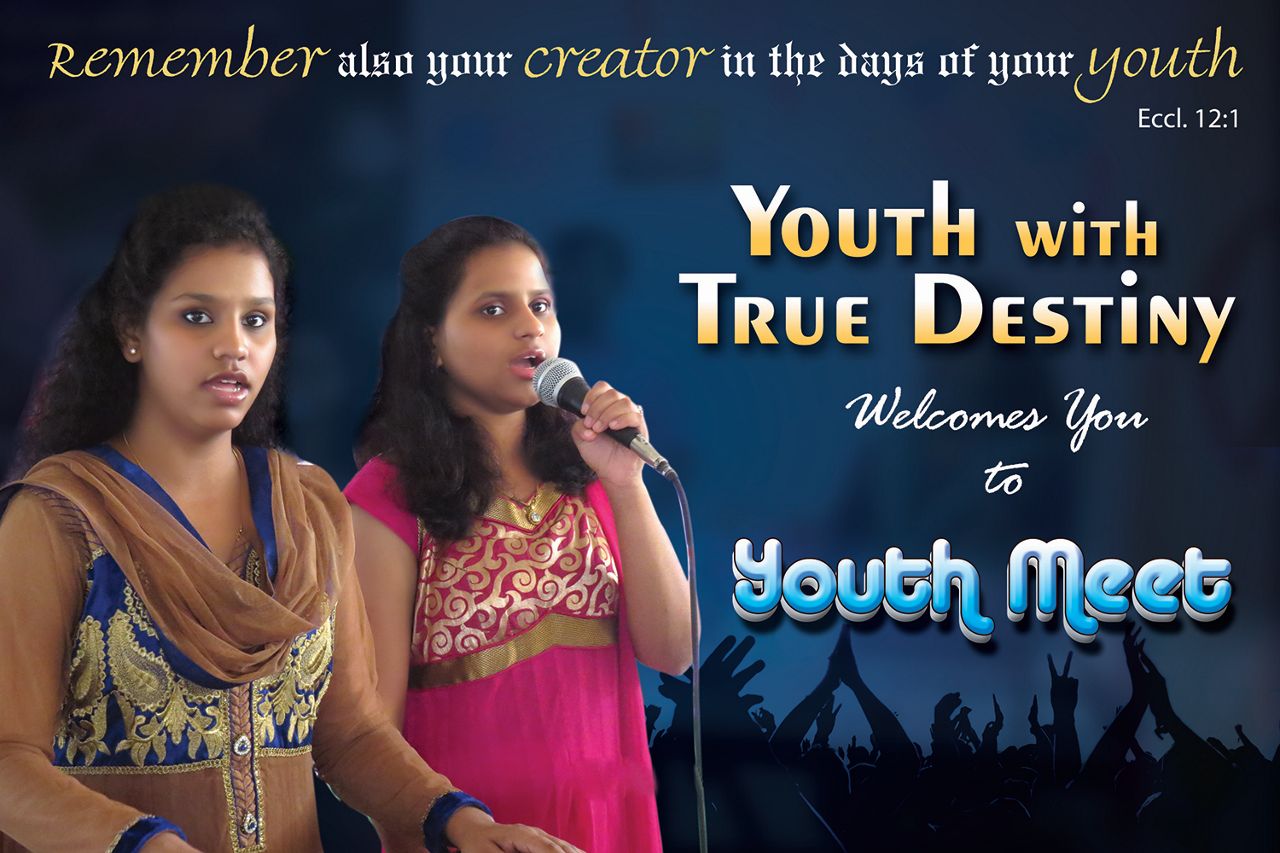 Remember also your creator in the days of your youth
Eccl. 12:1
Youth with
True Destiny
Welcomes You
to
Youth Meet